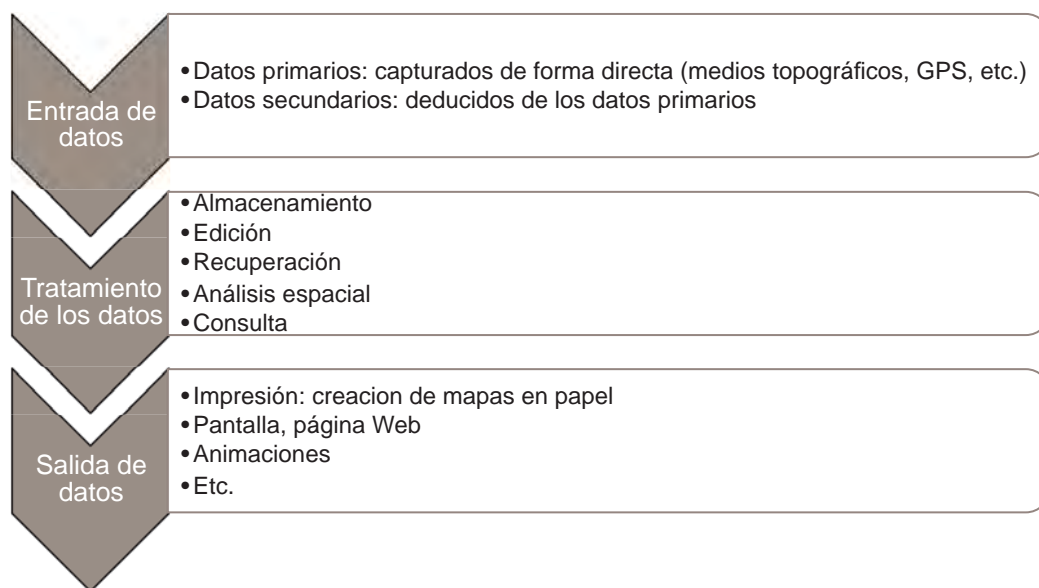 Entrada de
datos
•Datos primarios: capturados de forma directa (medios topográficos, GPS, etc.)
•Datos secundarios: deducidos de los datos primarios
Tratamiento
de los datos
•Almacenamiento
•Edición
•Recuperación
•Análisis espacial
•Consulta
Salida de
datos
•Impresión: creacion de mapas en papel
•Pantalla, página Web
•Animaciones
•Etc.